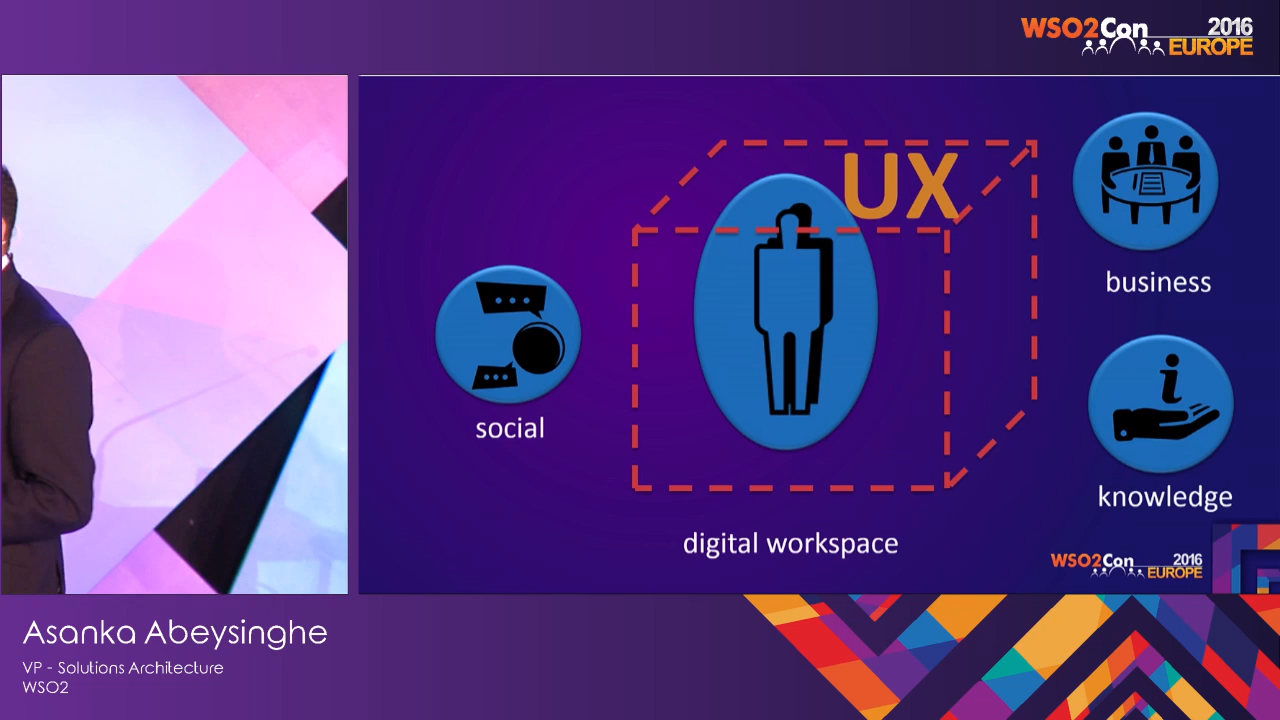 WSO2Con 2016
EUROPE
UX
business
social
knowledge
digital workspace
WSO2Con 2016
EUROPE
Asanka Abeysinghe
VP - Solutions Architecture
WSO2